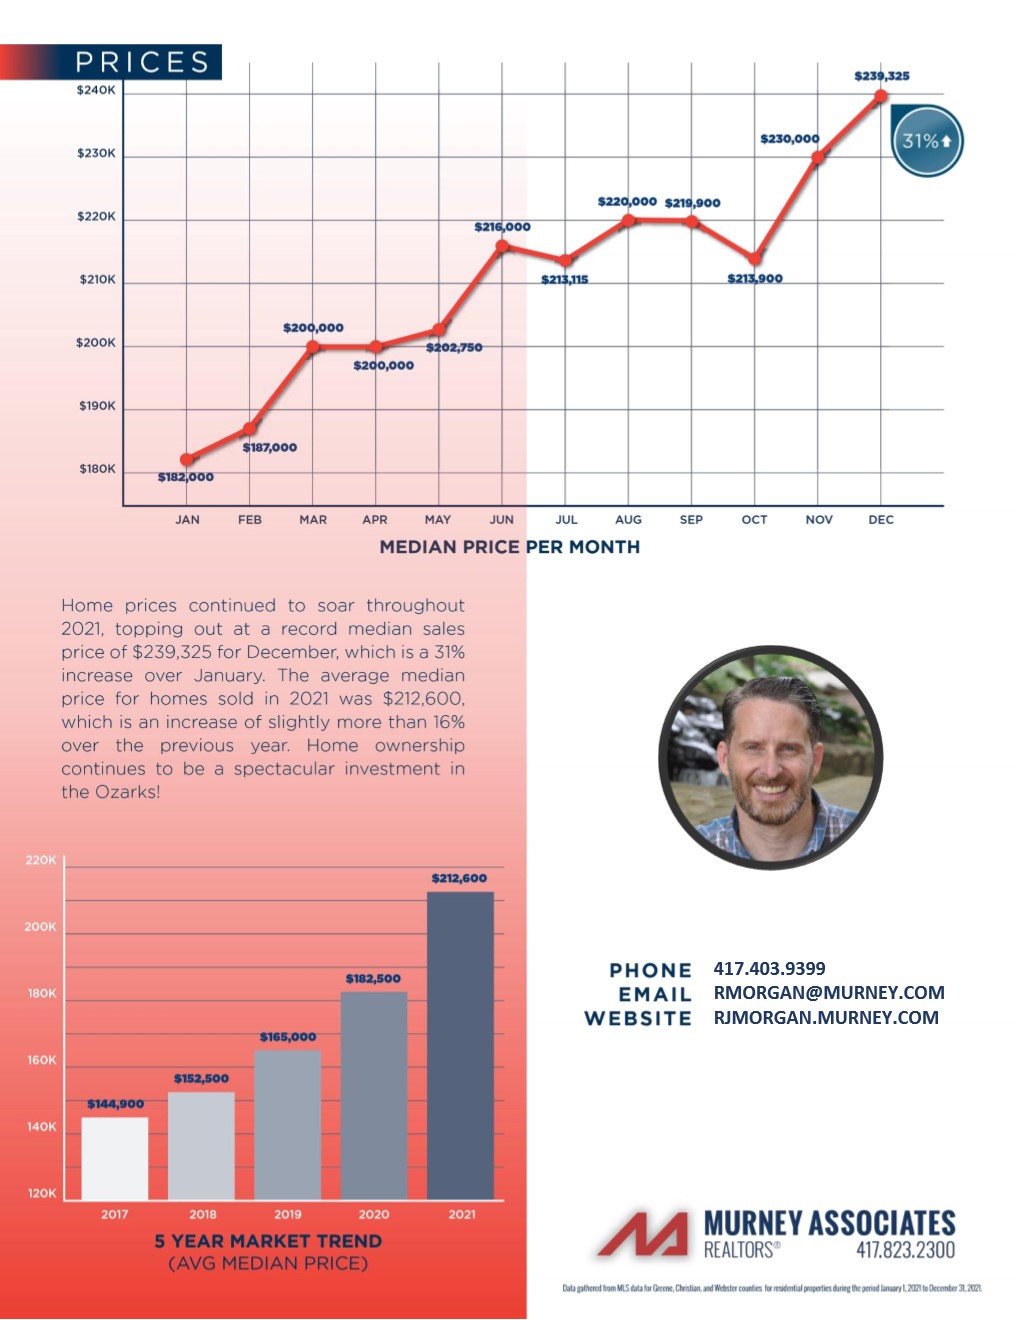 PRICES
$240K
$230K
$220K
$210K
$200K
$190K
$180K
$182,000
$187,000
$200,000
$200,000
$202,750
$216,000
$213,115
$220,000
$219,900
$213,900
$230,000
$239,325
31%
JAN FEB MAR APR MAY JUN JUL AUG SEP OCT NOV DEC
MEDIAN PRICE PER MONTH
Home prices continued to soar throughout
2021, topping out at a record median sales
price of $239,325 for December, which is a 31%
increase over January. The average median
price for homes sold in 2021 was $212,600,
which is an increase of slightly more than 16%
over the previous year. Home ownership
continues to be a spectacular investment in
the Ozarks!
220K
200K
180K
160K
140K
120K
$144,900
$152,500
$165,000
$182,500
$212,600
2017 2018 2019 2020 2021
5 YEAR MARKET TREND
(AVG MEDIAN PRICE)
PHONE 417.403.9399
EMAIL RMORGAN@MURNEY.COM
WEBSITE RJMORGAN.MURNEY.COM
MURNEY ASSOCIATES
REALTORS® 417.823.2300
Data gathered from MLS data for Greene, Christian, and Webster counties for residential properties during the period January 1, 2021 to December 31, 2021.